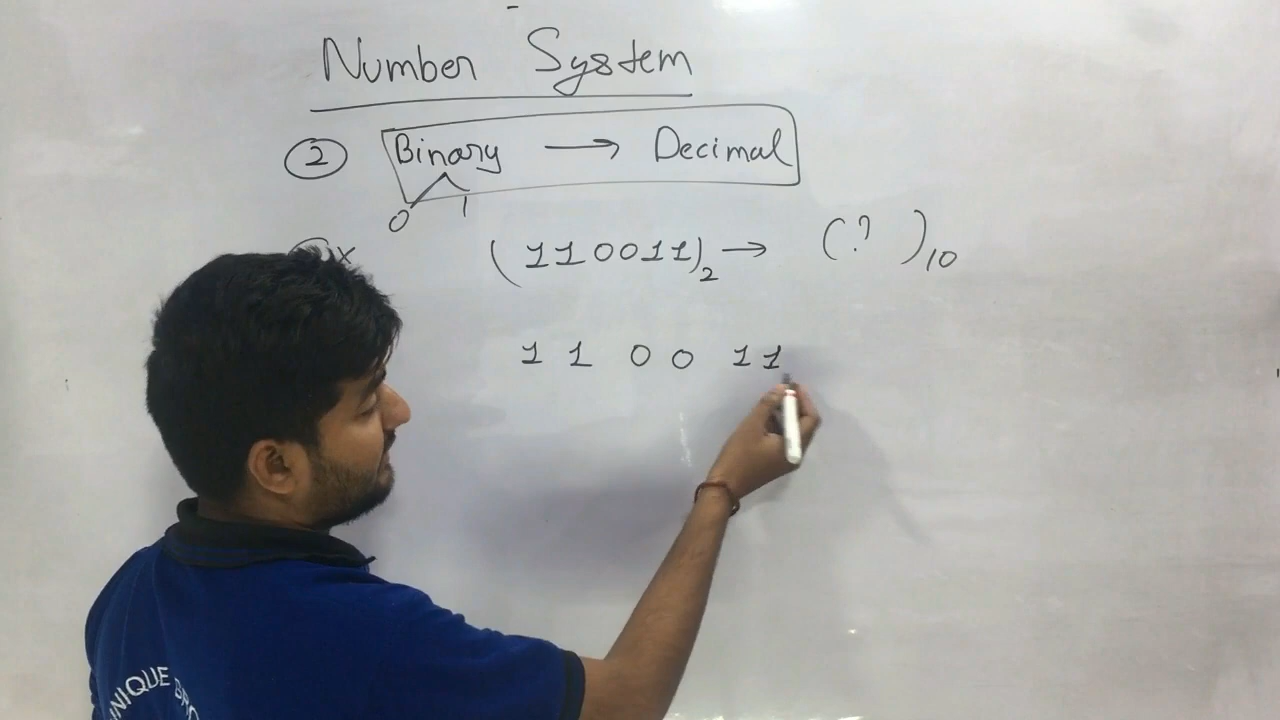 Number System
② Binary → Decimal
0 1
(110011)₂ → (?)₁₀
1 1 0 0 1 1